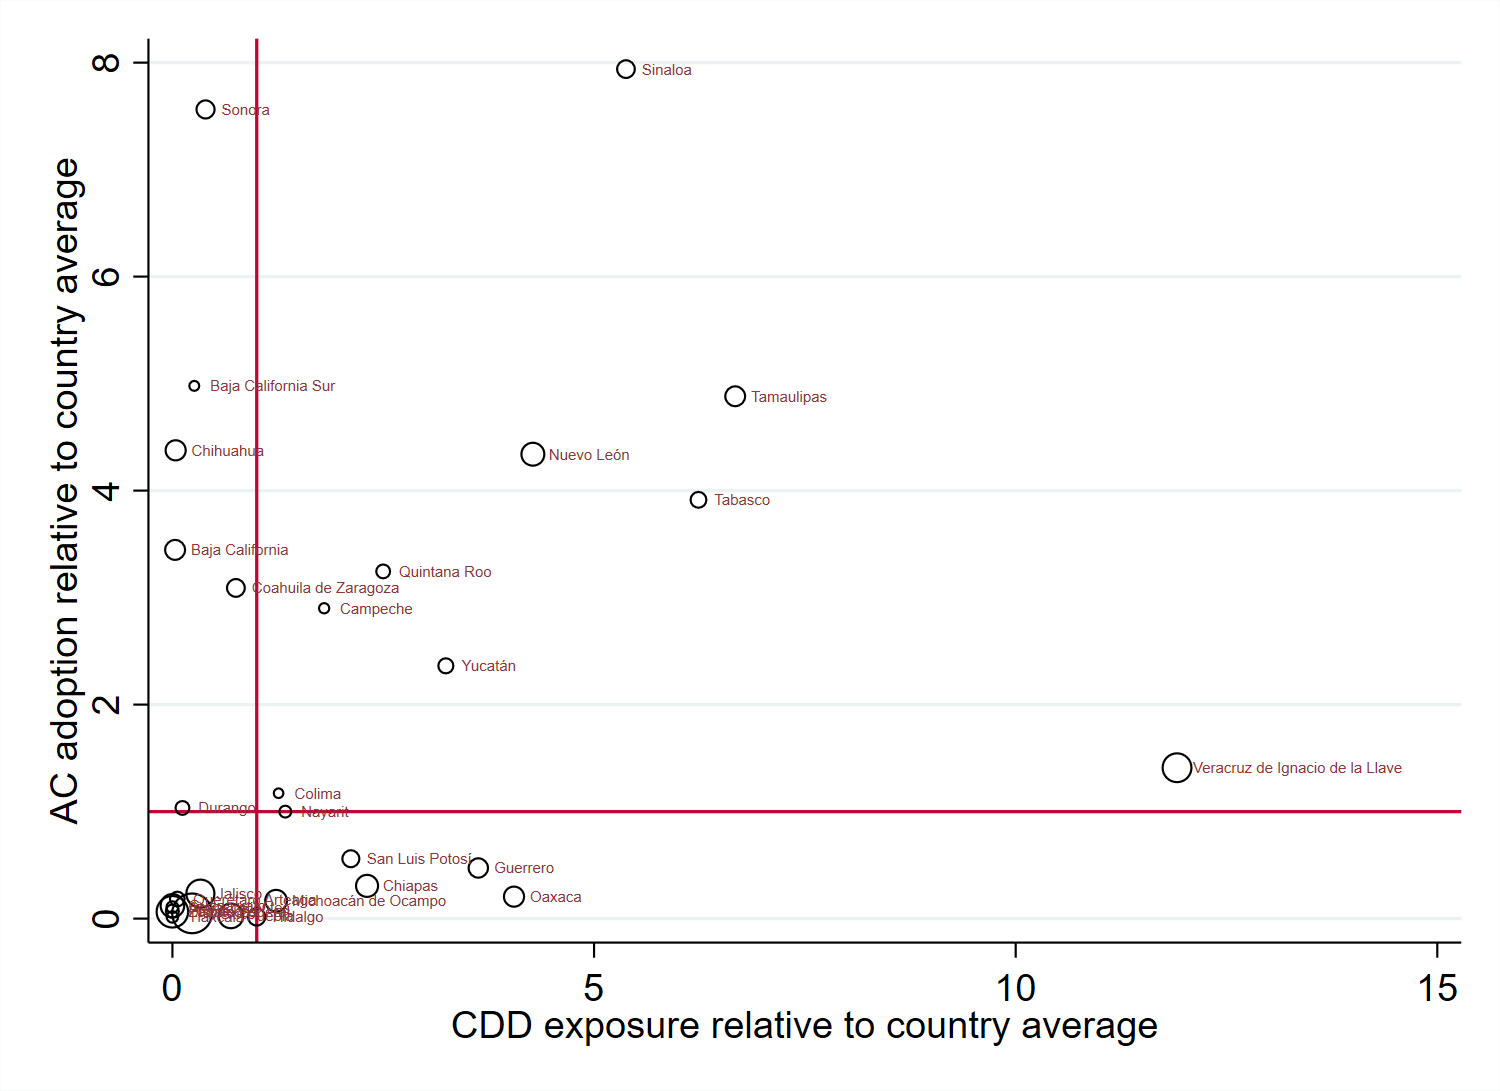 8
Sinaloa
Sonora
6
Baja California Sur
Tamaulipas
Chihuahua
Nuevo León
4
Tabasco
Baja California
Quintana Roo
Coahuila de Zaragoza
Campeche
Yucatán
2
Veracruz de Ignacio de la Llave
Colima
Durango
Nayarit
San Luis Potosí
Guerrero
Chiapas
Jalisco
Oaxaca
Querétaro Arteaga
Michoacán de Ocampo
Tlaxcala
Hidalgo
0
AC adoption relative to country average
0 5 10 15
CDD exposure relative to country average